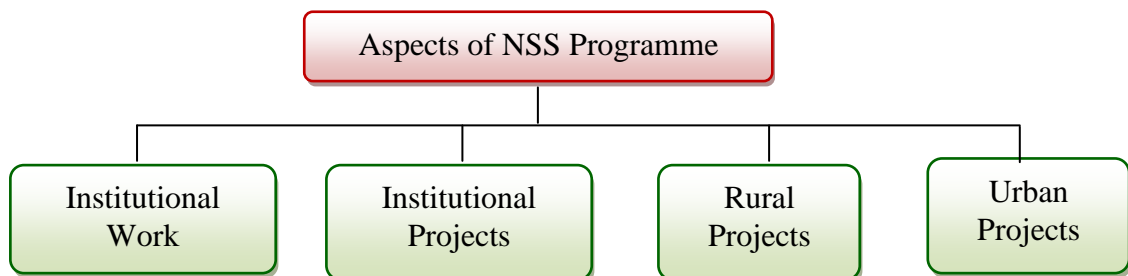 Aspects of NSS Programme
Institutional
Work
Institutional
Projects
Rural
Projects
Urban
Projects